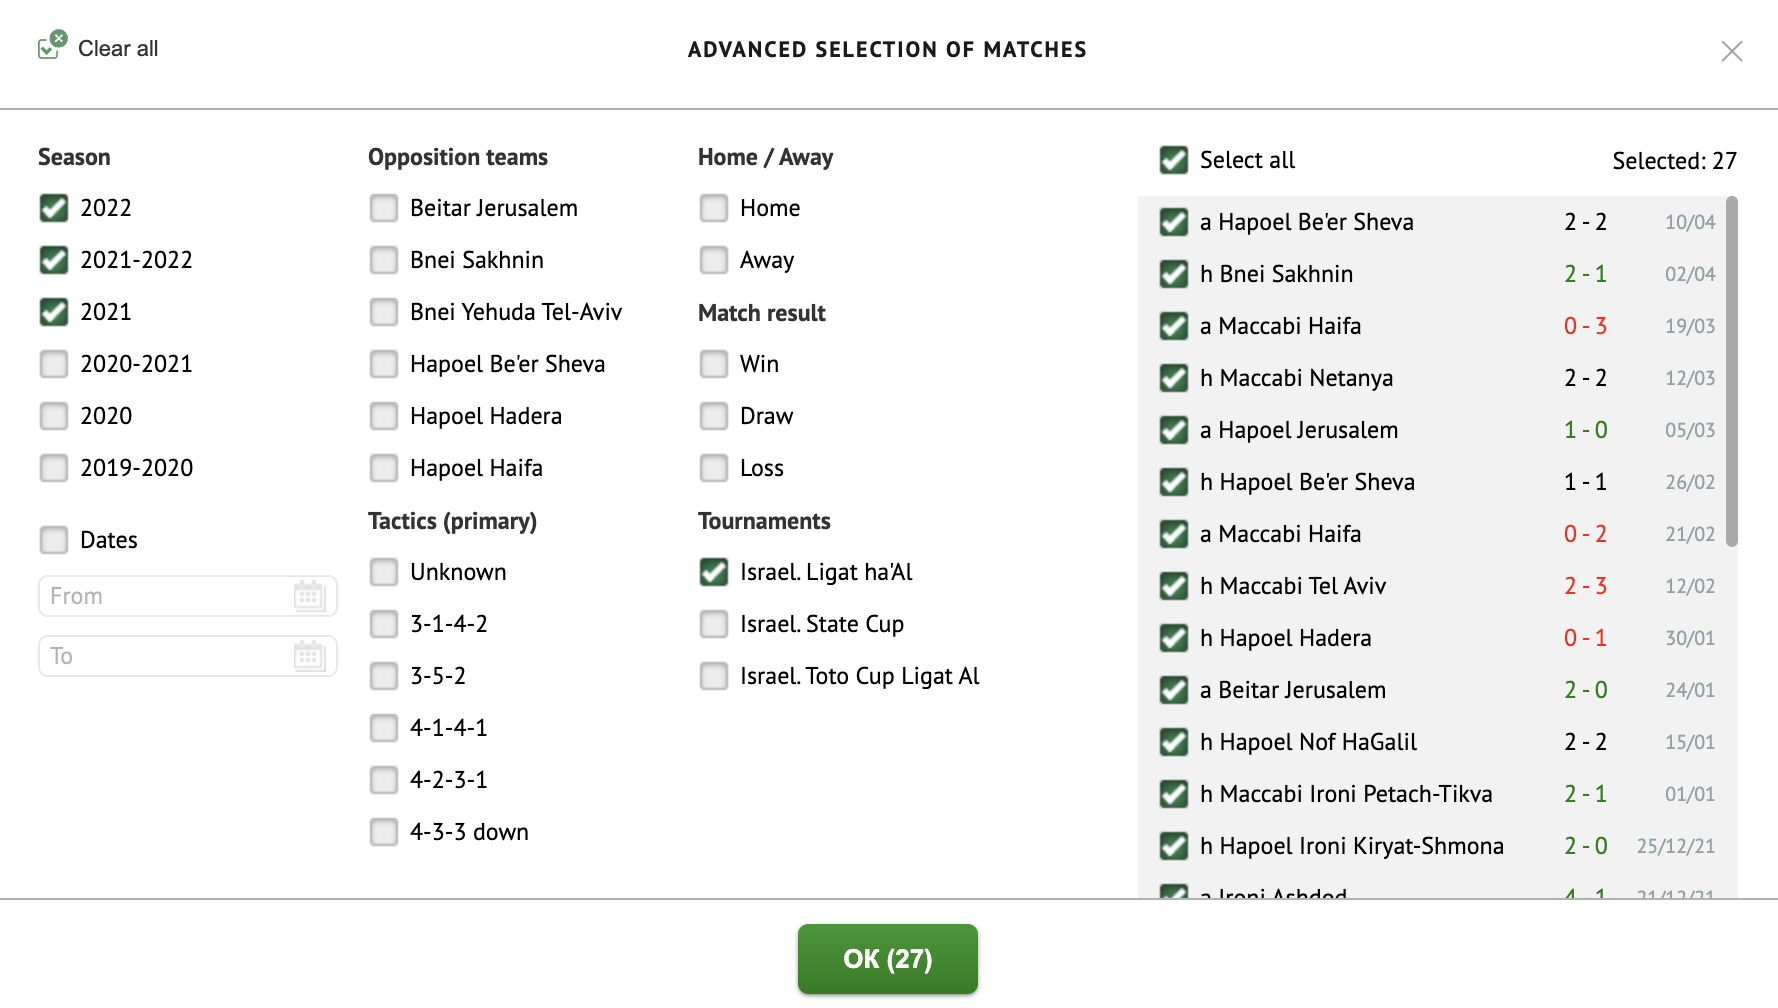 Clear all
ADVANCED SELECTION OF MATCHES
Season
2022
2021-2022
2021
2020-2021
2020
2019-2020
Dates
From
To
Opposition teams
Beitar Jerusalem
Bnei Sakhnin
Bnei Yehuda Tel-Aviv
Hapoel Be'er Sheva
Hapoel Hadera
Hapoel Haifa
Tactics (primary)
Unknown
3-1-4-2
3-5-2
4-1-4-1
4-2-3-1
4-3-3 down
Home / Away
Home
Away
Match result
Win
Draw
Loss
Tournaments
Israel. Ligat ha'Al
Israel. State Cup
Israel. Toto Cup Ligat Al
Select all Selected: 27
a Hapoel Be'er Sheva 2 - 2 10/04
h Bnei Sakhnin 2 - 1 02/04
a Maccabi Haifa 0 - 3 19/03
h Maccabi Netanya 2 - 2 12/03
a Hapoel Jerusalem 1 - 0 05/03
h Hapoel Be'er Sheva 1 - 1 26/02
a Maccabi Haifa 0 - 2 21/02
h Maccabi Tel Aviv 2 - 3 12/02
h Hapoel Hadera 0 - 1 30/01
a Beitar Jerusalem 2 - 0 24/01
h Hapoel Nof HaGalil 2 - 2 15/01
h Maccabi Ironi Petach-Tikva 2 - 1 01/01
h Hapoel Ironi Kiryat-Shmona 2 - 0 25/12/21
a Ironi Ashdod 4 - 1 21/12/21
OK (27)